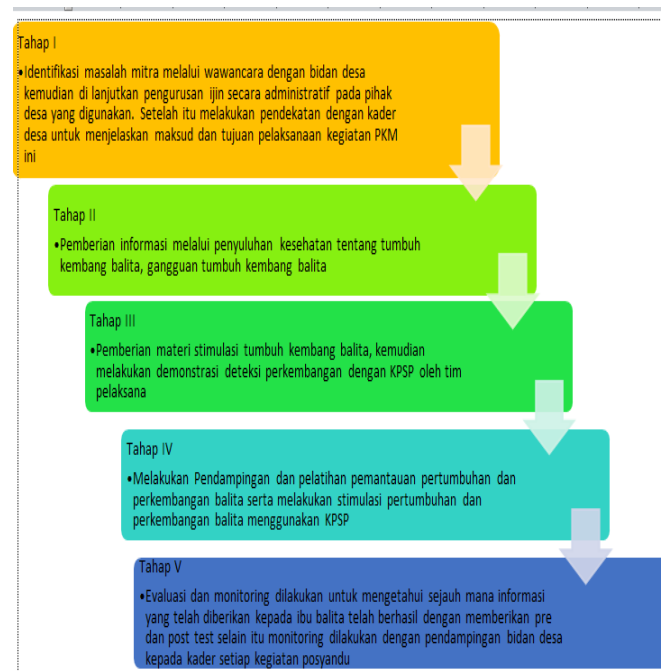 Tahap I
•Identifikasi masalah mitra melalui wawancara dengan bidan desa
kemudian di lanjutkan pengurusan ijin secara administratif pada pihak
desa yang digunakan. Setelah itu melakukan pendekatan dengan kader
desa untuk menjelaskan maksud dan tujuan pelaksanaan kegiatan PKM
ini
Tahap II
•Pemberian informasi melalui penyuluhan kesehatan tentang tumbuh
kembang balita, gangguan tumbuh kembang balita
Tahap III
•Pemberian materi stimulasi tumbuh kembang balita, kemudian
melakukan demonstrasi deteksi perkembangan dengan KPSP oleh tim
pelaksana
Tahap IV
•Melakukan Pendampingan dan pelatihan pemantauan pertumbuhan dan
perkembangan balita serta melakukan stimulasi pertumbuhan dan
perkembangan balita menggunakan KPSP
Tahap V
•Evaluasi dan monitoring dilakukan untuk mengetahui sejauh mana informasi
yang telah diberikan kepada ibu balita telah berhasil dengan memberikan pre
dan post test selain itu monitoring dilakukan dengan pendampingan bidan desa
kepada kader setiap kegiatan posyandu